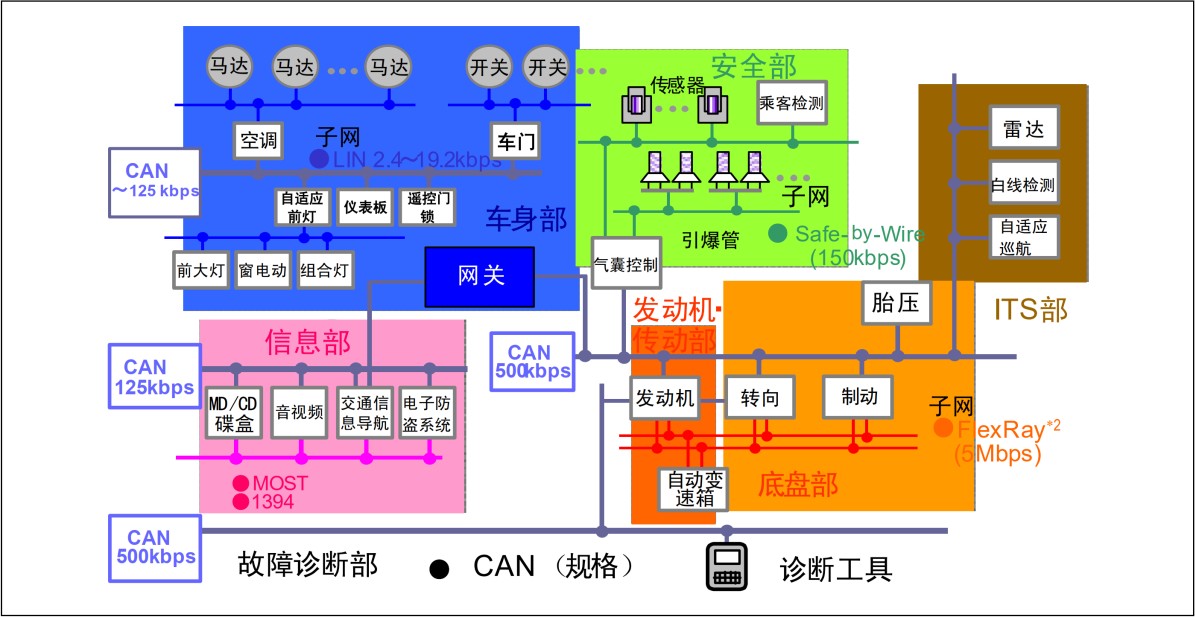 马达
马达
马达
开关
开关
安全部
传感器
乘客检测
空调
子网
车门
LIN 2.4～19.2kbps
CAN
～125 kbps
自适应
前灯
仪表板
遥控门
锁
车身部
子网
引爆管
Safe-by-Wire
(150kbps)
雷达
白线检测
自适应
巡航
ITS部
前大灯
窗电动
组合灯
网关
气囊控制
胎压
发动机·
传动部
信息部
CAN
125kbps
CAN
500kbps
MD/CD
碟盒
音视频
交通信
息导航
电子防
盗系统
发动机
转向
制动
子网
FlexRay*2
(5Mbps)
自动变
速箱
底盘部
MOST
1394
CAN
500kbps
故障诊断部
CAN（规格）
诊断工具